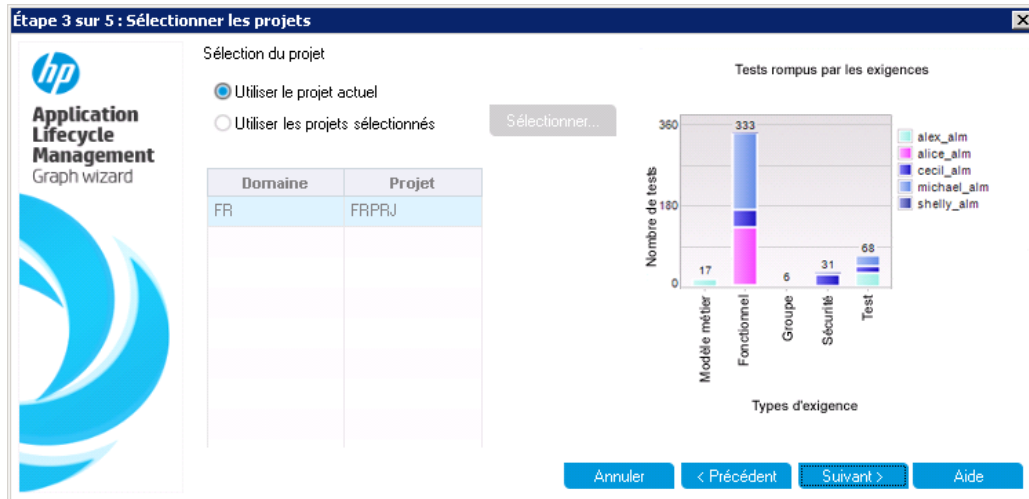 Étape 3 sur 5 : Sélectionner les projets
hp
Application
Lifecycle
Management
Graph wizard
Sélection du projet
Utiliser le projet actuel
Utiliser les projets sélectionnés
Sélectionner...
Domaine Projet
FR FRPRJ
Tests rompus par les exigences
Nombre de tests
360
180
0
17
333
6
31
68
Modèle métier
Fonctionnel
Groupe
Sécurité
Test
Types d'exigence
alex_alm
alice_alm
cecil_alm
michael_alm
shelly_alm
Annuler
< Précédent
Suivant >
Aide